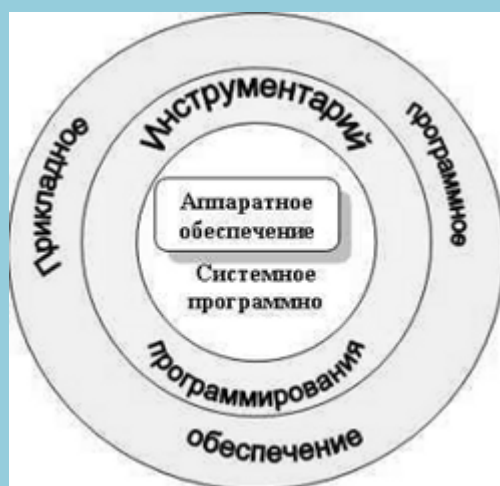 Прикладное
программное
обеспечение
Инструментарий
программирования
Аппаратное
обеспечение
Системное
программно